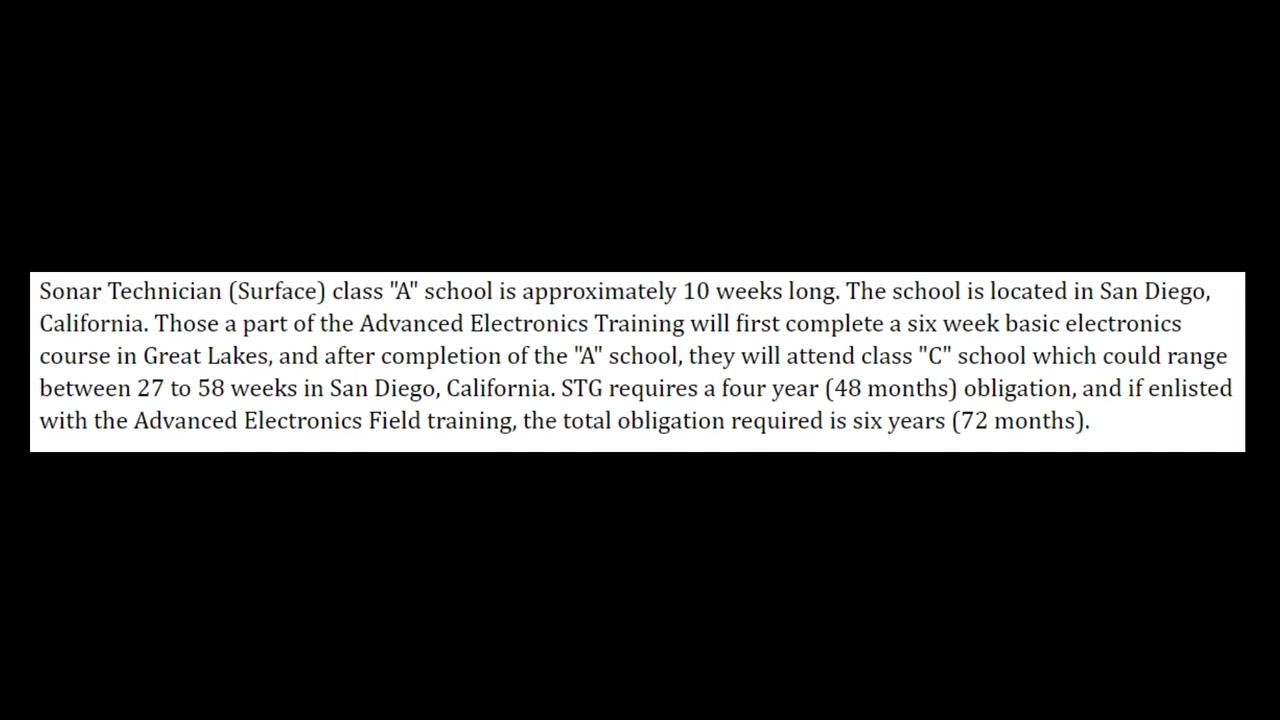 Sonar Technician (Surface) class "A" school is approximately 10 weeks long. The school is located in San Diego,
California. Those a part of the Advanced Electronics Training will first complete a six week basic electronics
course in Great Lakes, and after completion of the "A" school, they will attend class "C" school which could range
between 27 to 58 weeks in San Diego, California. STG requires a four year (48 months) obligation, and if enlisted
with the Advanced Electronics Field training, the total obligation required is six years (72 months).